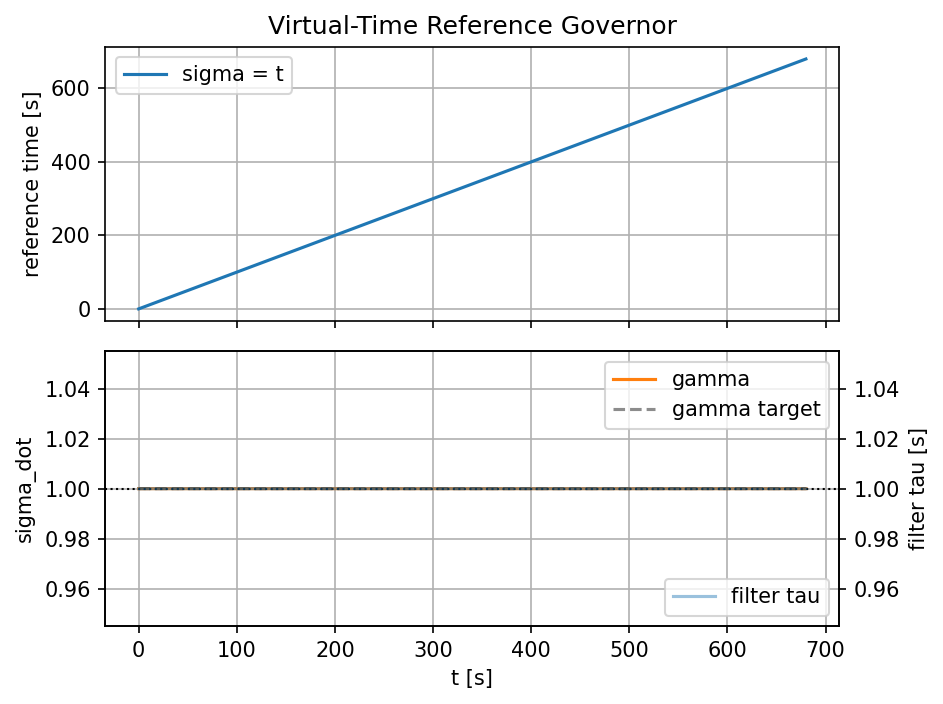 Virtual-Time Reference Governor
reference time [s]
600
400
200
0
sigma = t
sigma_dot
1.04
1.02
1.00
0.98
0.96
gamma
gamma target
filter tau
1.04
1.02
1.00
0.98
0.96
filter tau [s]
0 100 200 300 400 500 600 700
t [s]